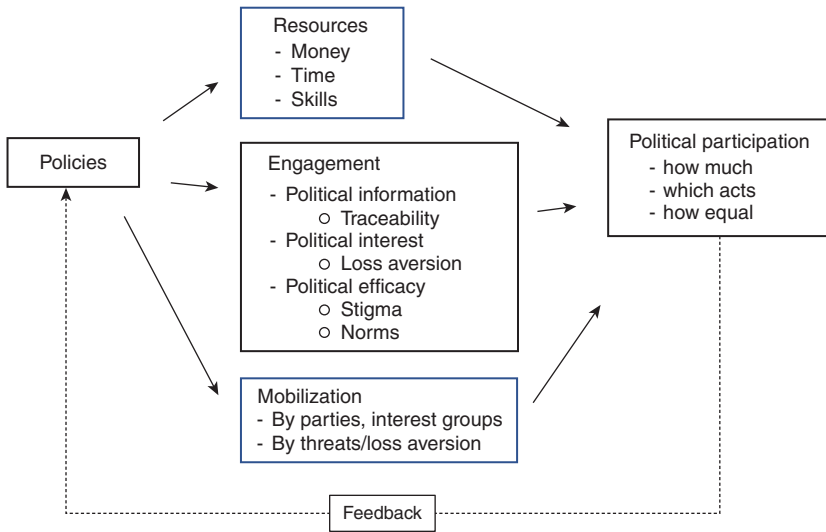 Resources
- Money
- Time
- Skills
Policies
Engagement
- Political information
○ Traceability
- Political interest
○ Loss aversion
- Political efficacy
○ Stigma
○ Norms
Political participation
- how much
- which acts
- how equal
Mobilization
- By parties, interest groups
- By threats/loss aversion
Feedback